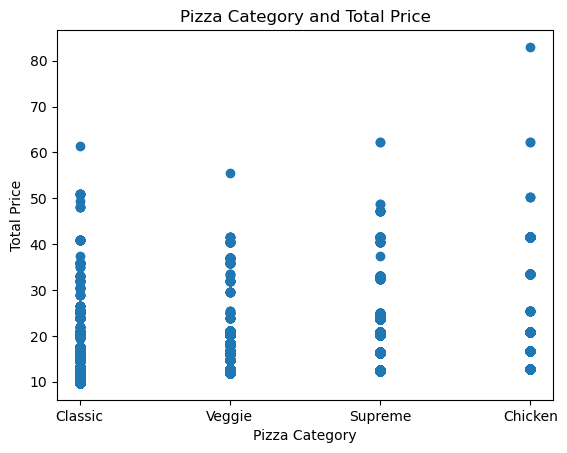 Pizza Category and Total Price
80
70
60
50
40
30
20
10
Total Price
Classic
Veggie
Supreme
Chicken
Pizza Category